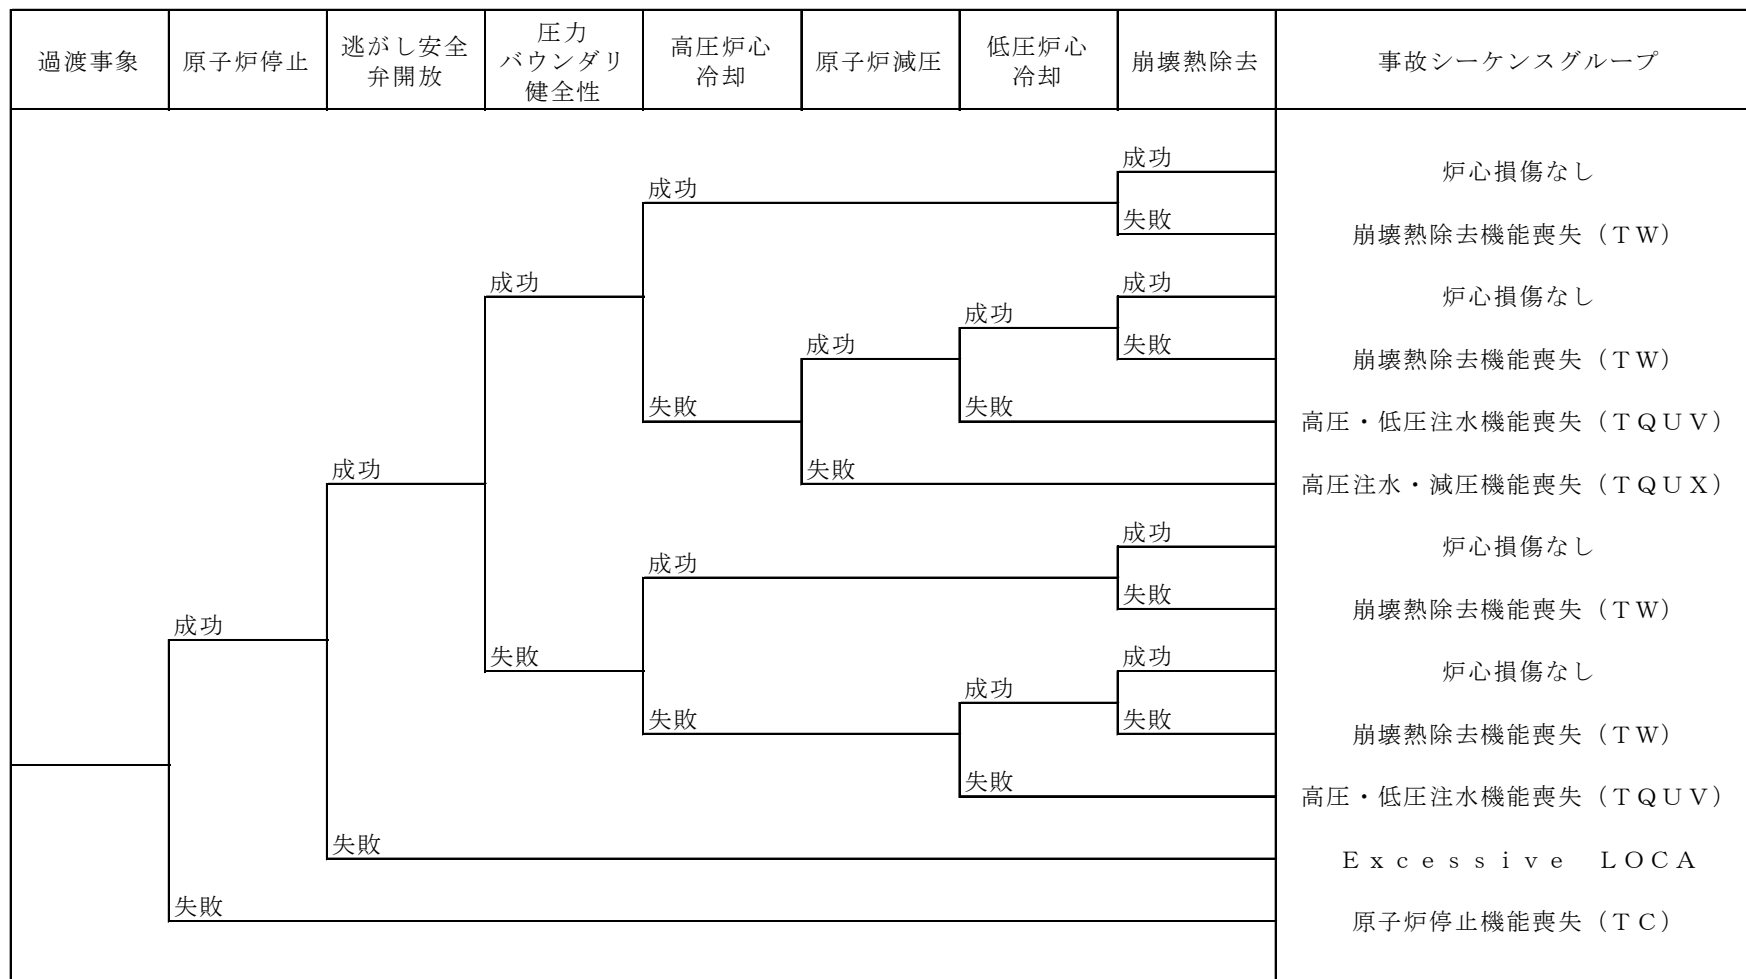 過渡事象
原子炉停止
逃がし安全
弁開放
圧力
バウンダリ
健全性
高圧炉心
冷却
原子炉減圧
低圧炉心
冷却
崩壊熱除去
事故シーケンスグループ
成功
炉心損傷なし
成功
失敗
崩壊熱除去機能喪失（ＴＷ）
成功
成功
炉心損傷なし
成功
成功
失敗
崩壊熱除去機能喪失（ＴＷ）
失敗
失敗
高圧・低圧注水機能喪失（ＴＱＵＶ）
成功
失敗
高圧注水・減圧機能喪失（ＴＱＵＸ）
成功
炉心損傷なし
成功
失敗
崩壊熱除去機能喪失（ＴＷ）
成功
失敗
成功
炉心損傷なし
成功
失敗
失敗
崩壊熱除去機能喪失（ＴＷ）
失敗
高圧・低圧注水機能喪失（ＴＱＵＶ）
失敗
Ｅｘｃｅｓｓｉｖｅ　ＬＯＣＡ
失敗
原子炉停止機能喪失（ＴＣ）